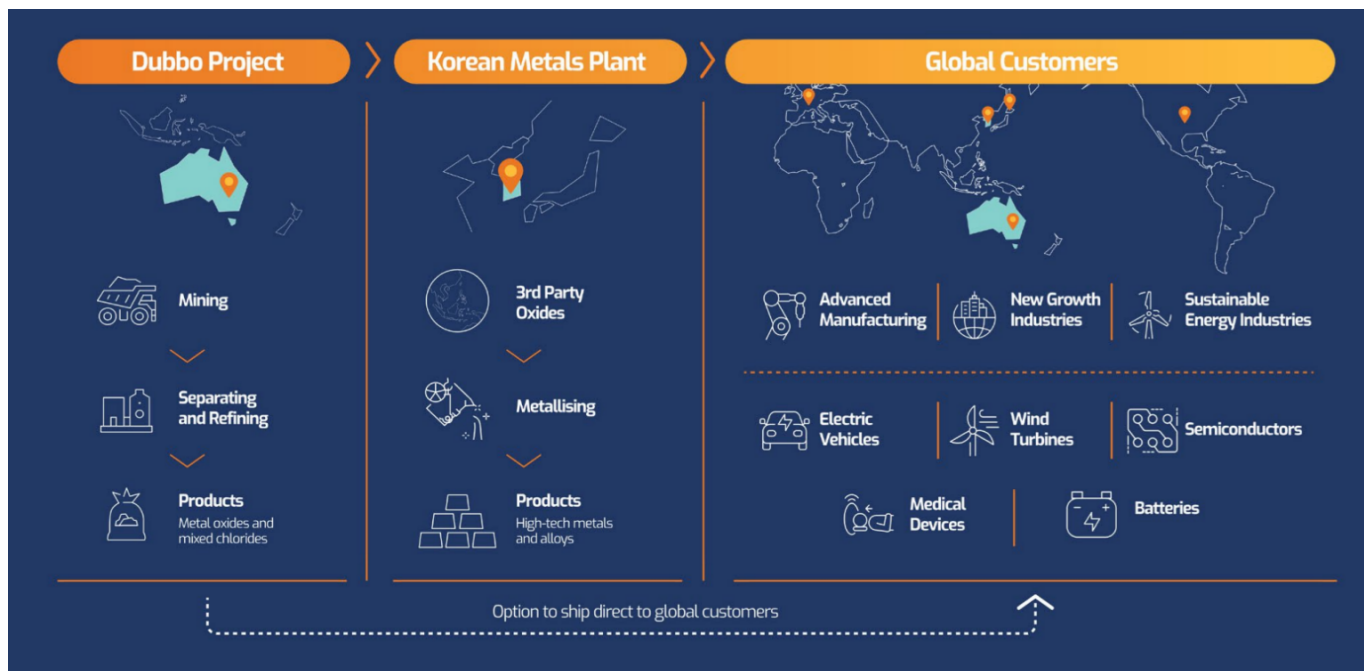 Dubbo Project
Korean Metals Plant
Global Customers
Mining
Separating
and Refining
Products
Metal oxides and
mixed chlorides
3rd Party
Oxides
Metallising
Products
High-tech metals
and alloys
Advanced
Manufacturing
New Growth
Industries
Sustainable
Energy Industries
Electric
Vehicles
Wind
Turbines
Semiconductors
Medical
Devices
Batteries
Option to ship direct to global customers